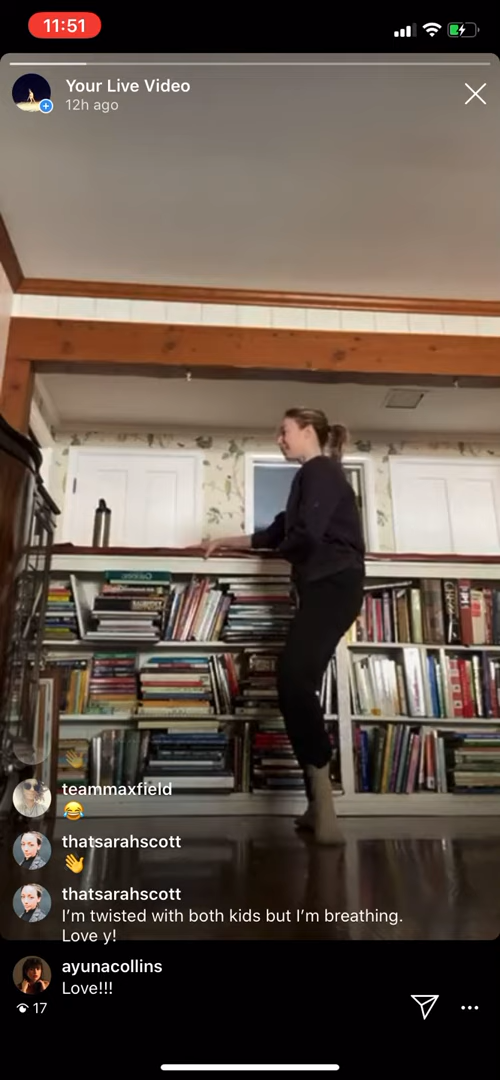 11:51
Your Live Video
12h ago
👋
teammaxfield
😂
thatsarahscott
👋
thatsarahscott
I'm twisted with both kids but I'm breathing.
Love y!
ayunacollins
Love!!!
17